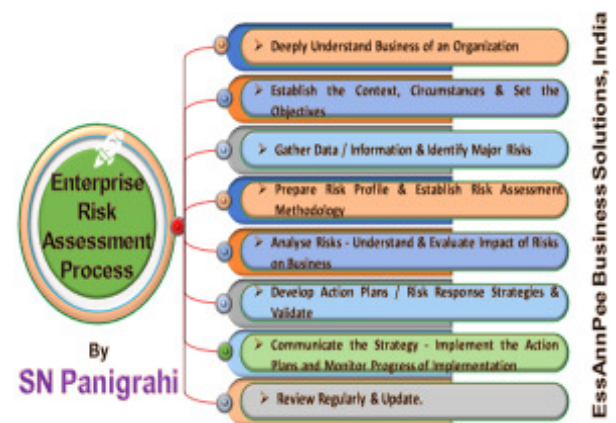 Enterprise
Risk
Assessment
Process
By
SN Panigrahi
➢ Deeply Understand Business of an Organization
➢ Establish the Context, Circumstances & Set the
Objectives
➢ Gather Data / Information & Identify Major Risks
➢ Prepare Risk Profile & Establish Risk Assessment
Methodology
➢ Analyse Risks - Understand & Evaluate Impact of Risks
on Business
➢ Develop Action Plans / Risk Response Strategies &
Validate
➢ Communicate the Strategy - Implement the Action
Plans and Monitor Progress of Implementation
➢ Review Regularly & Update.
EssAnnPee Business Solutions, India